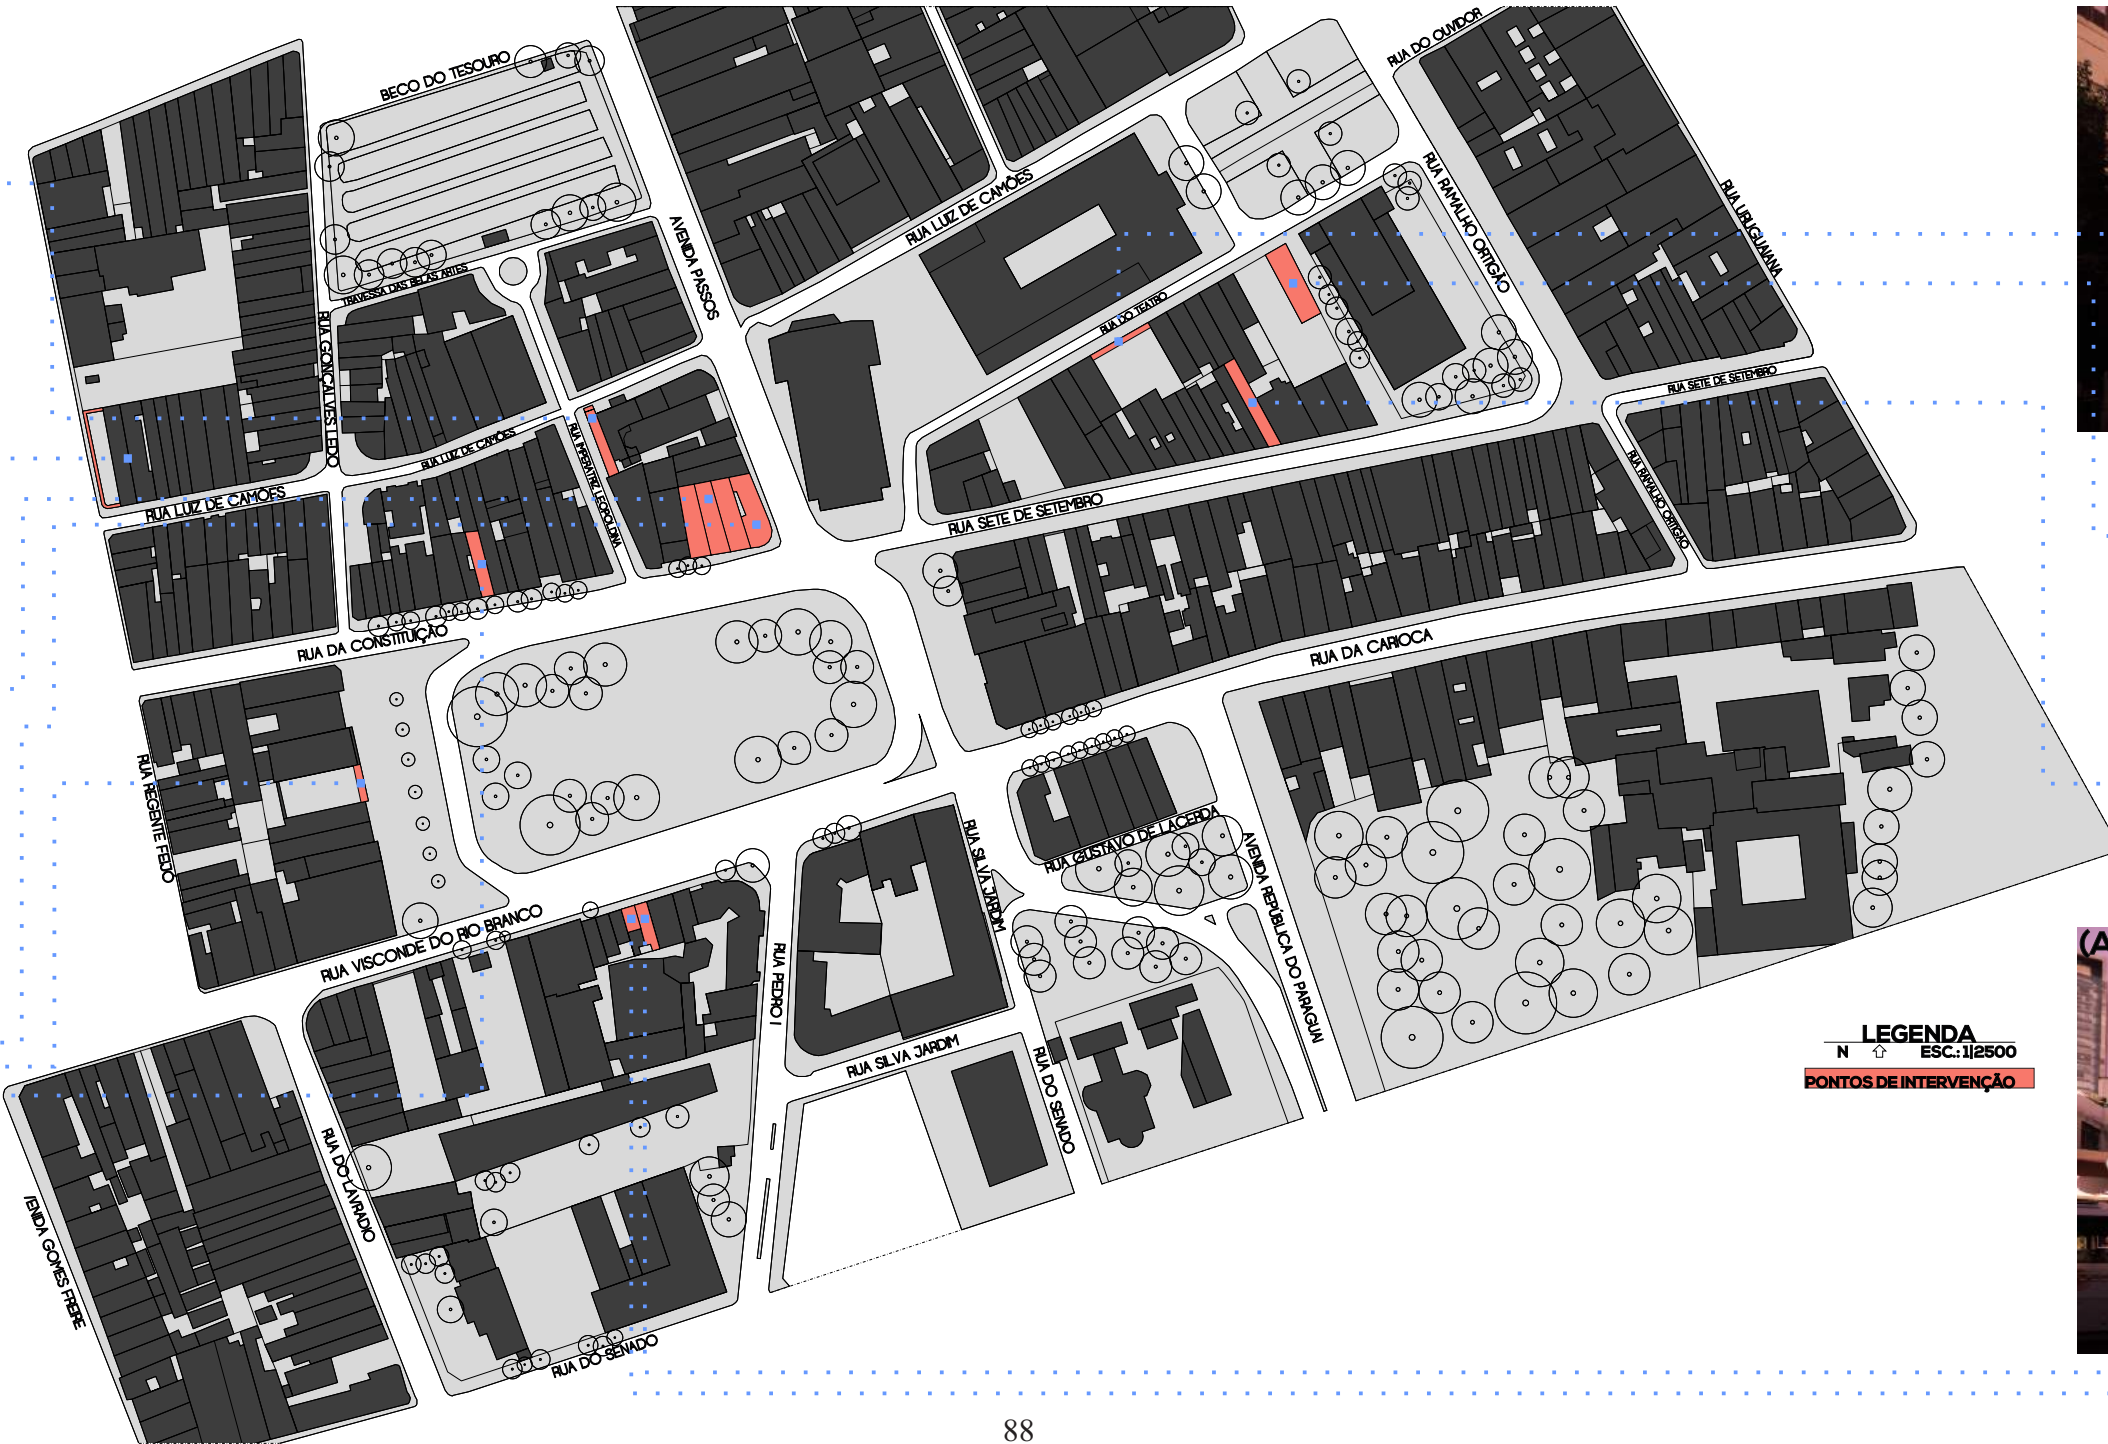 RUA DO OUVIDOR
BECO DO TESOURO
RUA LUIZ DE CAMÕES
RUA RAMALHO ORTIGÃO
RUA URUGUAIANA
AVENIDA PASSOS
TRAVESSA DAS BELAS ARTES
RUA DO TEATRO
RUA GONÇALVES LEDO
RUA SETE DE SETEMBRO
RUA LUIZ DE CAMÕES
RUA IMPERATRIZ LEOPOLDINA
RUA LUIZ DE CAMÕES
RUA SETE DE SETEMBRO
RUA RAMALHO ORTIGÃO
RUA DA CONSTITUIÇÃO
RUA DA CARIOCA
RUA REGENTE FEIJO
RUA SILVA JARDIM
RUA GUSTAVO DE LACERDA
AVENIDA REPÚBLICA DO PARAGUAI
RUA VISCONDE DO RIO BRANCO
RUA PEDRO I
(A
RUA SILVA JARDIM
RUA DO SENADO
LEGENDA
N ESC.: 1|2500
PONTOS DE INTERVENÇÃO
RUA DO LAVRADIO
VENIDA GOMES FREIRE
RUA DO SENADO
88